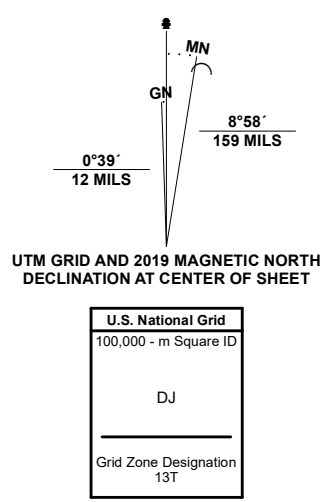 MN
GN
8°58´
159 MILS
0°39´
12 MILS
UTM GRID AND 2019 MAGNETIC NORTH
DECLINATION AT CENTER OF SHEET
U.S. National Grid
100,000 - m Square ID
DJ
Grid Zone Designation
13T